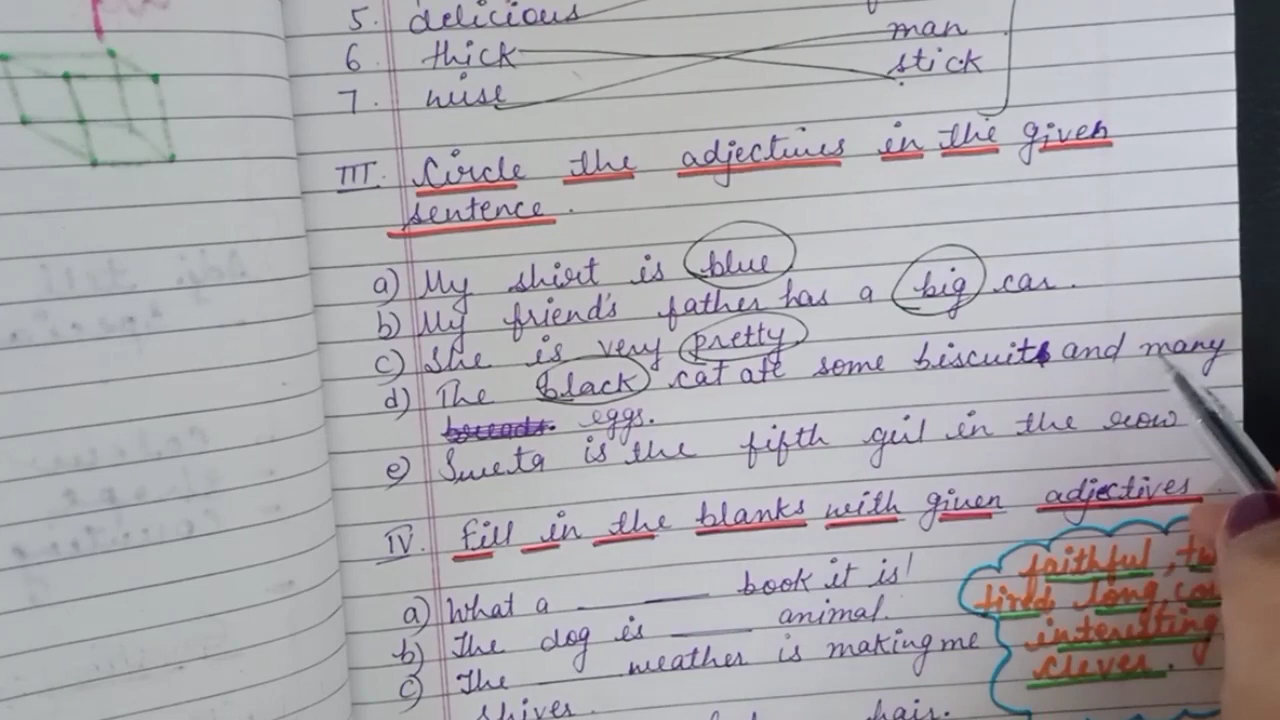 5. delicious
man
6 thick
stick
7. wise
III. Circle the adjectives in the given
sentence.
a) My shirt is blue
b) My friend's father has a big car.
c) She is very pretty
d) The black cat ate some biscuits and many
eggs.
e) Sweta is the fifth girl in the row
IV. Fill in the blanks with given adjectives.
faithful, tw
a) What a ______ book it is!
tired, long, co
b) The dog is ______ animal.
interesting
c) The ______ weather is making me
clever.
shiver.
hair.